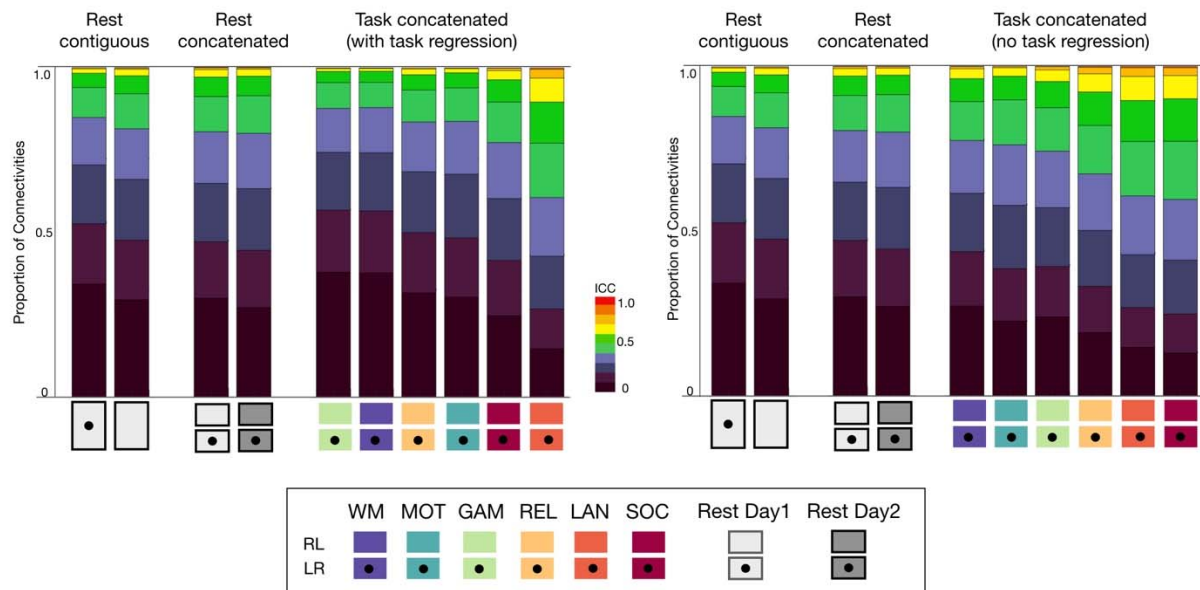 Rest
contiguous
Rest
concatenated
Task concatenated
(with task regression)
Proportion of Connectivities
1.0
0.5
0
ICC
1.0
0.5
0
Rest
contiguous
Rest
concatenated
Task concatenated
(no task regression)
Proportion of Connectivities
1.0
0.5
0
WM MOT GAM REL LAN SOC Rest Day1 Rest Day2
RL
LR